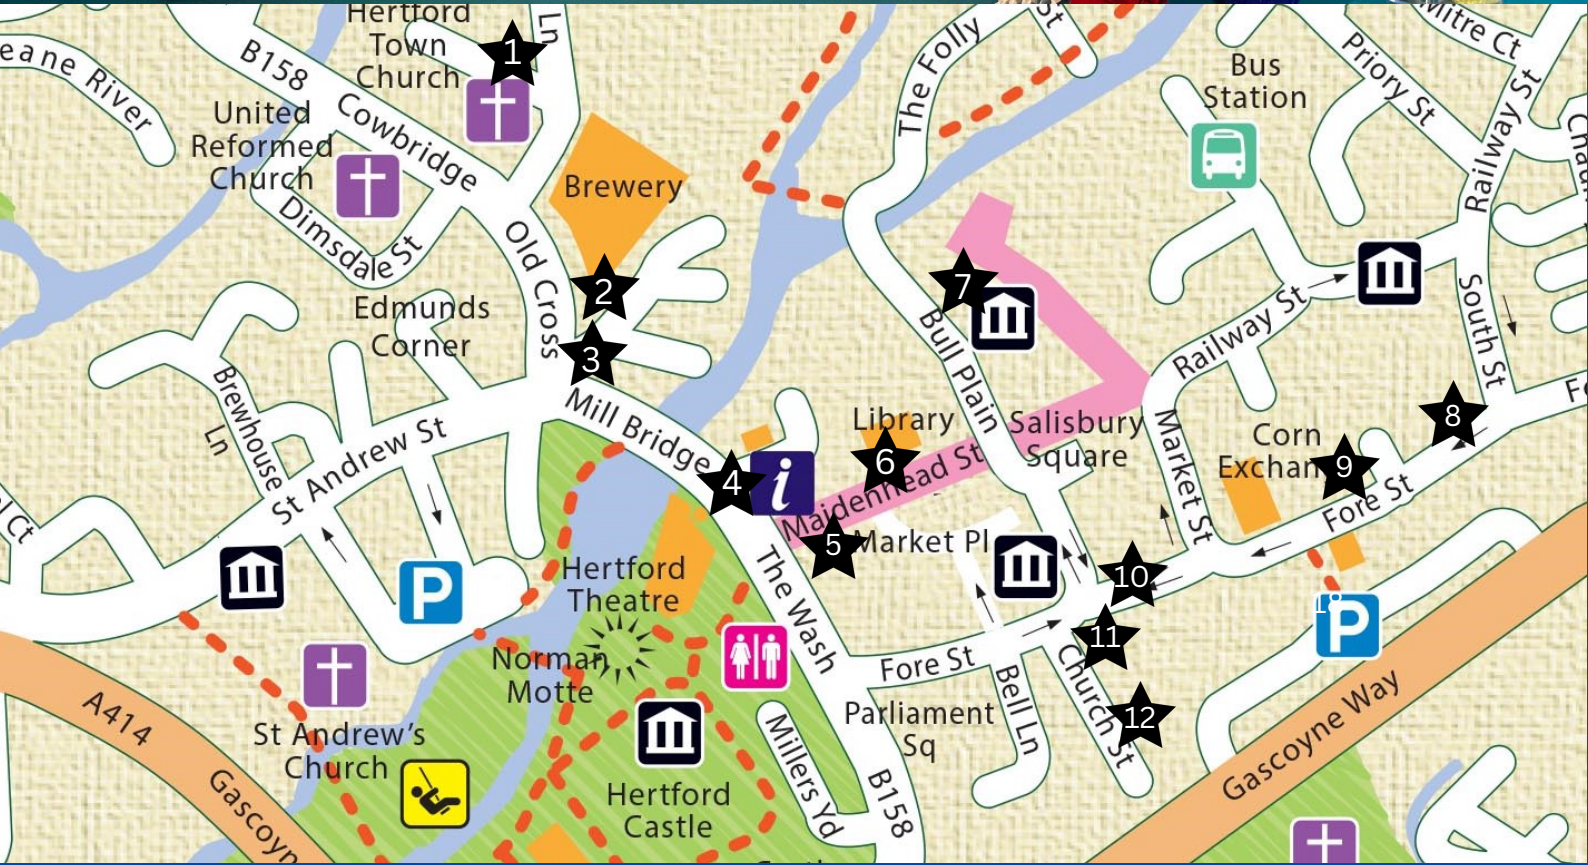 Hertford
Town
Church
1
Ln
B158
Cowbridge
United
Reformed
Church
Dimsdale St
Brewery
Old Cross
Edmunds
Corner
2
3
The Folly
St
Bus
Station
Mitre Ct
Priory St
Railway St
7
Bull Plain
Railway St
South St
Brewhouse
Ln
St Andrew St
Mill Bridge
4
i
Library
6
Maidenhead St
Salisbury
Square
Market St
Corn
8
9
Fore St
5
Market Pl
P
Hertford
Theatre
The Wash
10
11
18
P
Norman
Motte
Fore St
Church St
12
Bell Ln
Parliament
Sq
Millers Yd
B158
St Andrew's
Church
A414
Hertford
Castle
Gascoyne Way